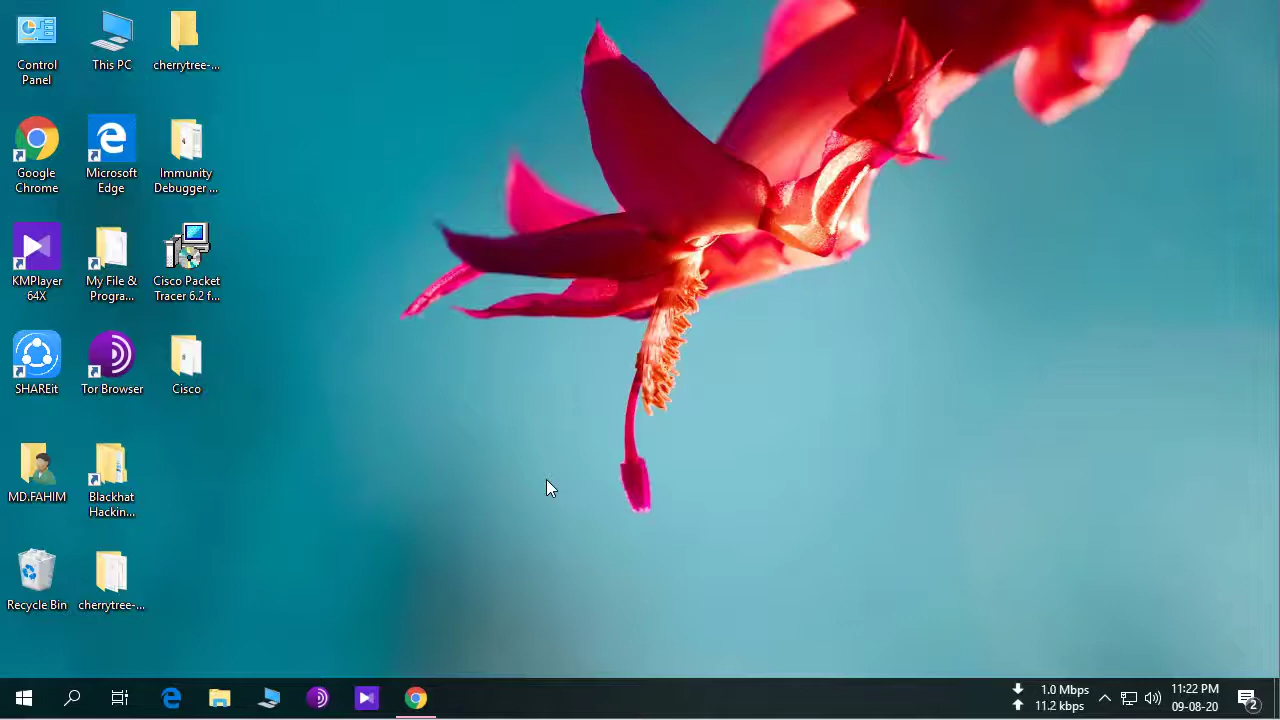 Control
Panel
This PC
cherrytree-...
Google
Chrome
Microsoft
Edge
Immunity
Debugger ...
KMPlayer
64X
My File &
Progra...
Cisco Packet
Tracer 6.2 f...
SHAREit
Tor Browser
Cisco
MD.FAHIM
Blackhat
Hackin...
Recycle Bin
cherrytree-...
1.0 Mbps
11.2 kbps
11:22 PM
09-08-20
2